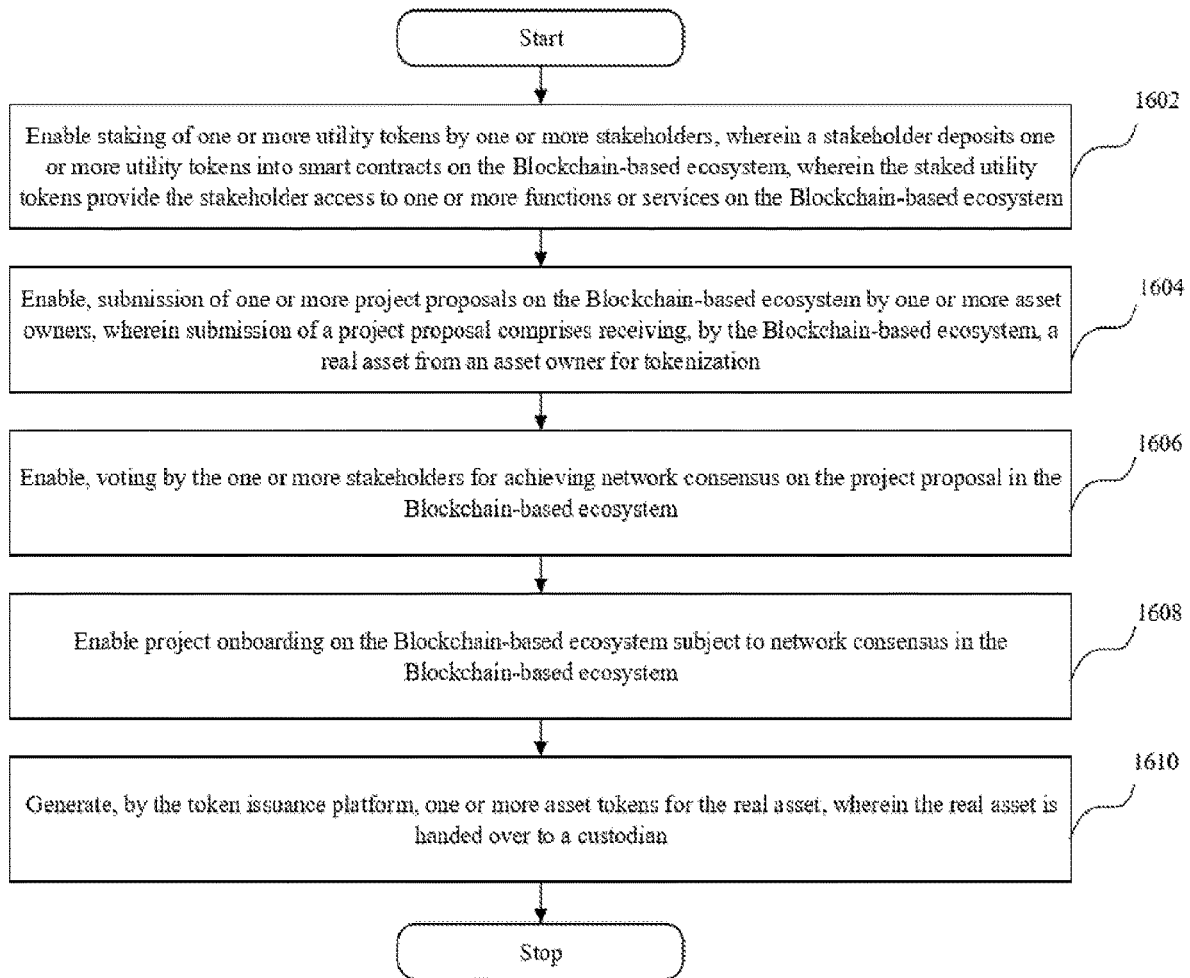 Start
1602
Enable staking of one or more utility tokens by one or more stakeholders, wherein a stakeholder deposits one
or more utility tokens into smart contracts on the Blockchain-based ecosystem, wherein the staked utility
tokens provide the stakeholder access to one or more functions or services on the Blockchain-based ecosystem
1604
Enable, submission of one or more project proposals on the Blockchain-based ecosystem by one or more asset
owners, wherein submission of a project proposal comprises receiving, by the Blockchain-based ecosystem, a
real asset from an asset owner for tokenization
1606
Enable, voting by the one or more stakeholders for achieving network consensus on the project proposal in the
Blockchain-based ecosystem
1608
Enable project onboarding on the Blockchain-based ecosystem subject to network consensus in the
Blockchain-based ecosystem
1610
Generate, by the token issuance platform, one or more asset tokens for the real asset, wherein the real asset is
handed over to a custodian
Stop